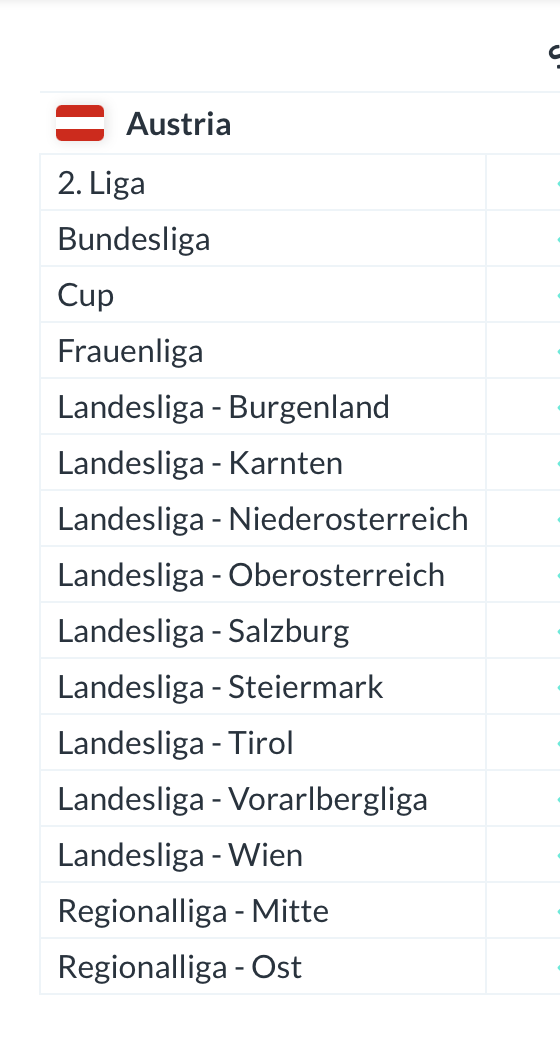 Austria
2. Liga
Bundesliga
Cup
Frauenliga
Landesliga - Burgenland
Landesliga - Karnten
Landesliga - Niederosterreich
Landesliga - Oberosterreich
Landesliga - Salzburg
Landesliga - Steiermark
Landesliga - Tirol
Landesliga - Vorarlbergliga
Landesliga - Wien
Regionalliga - Mitte
Regionalliga - Ost